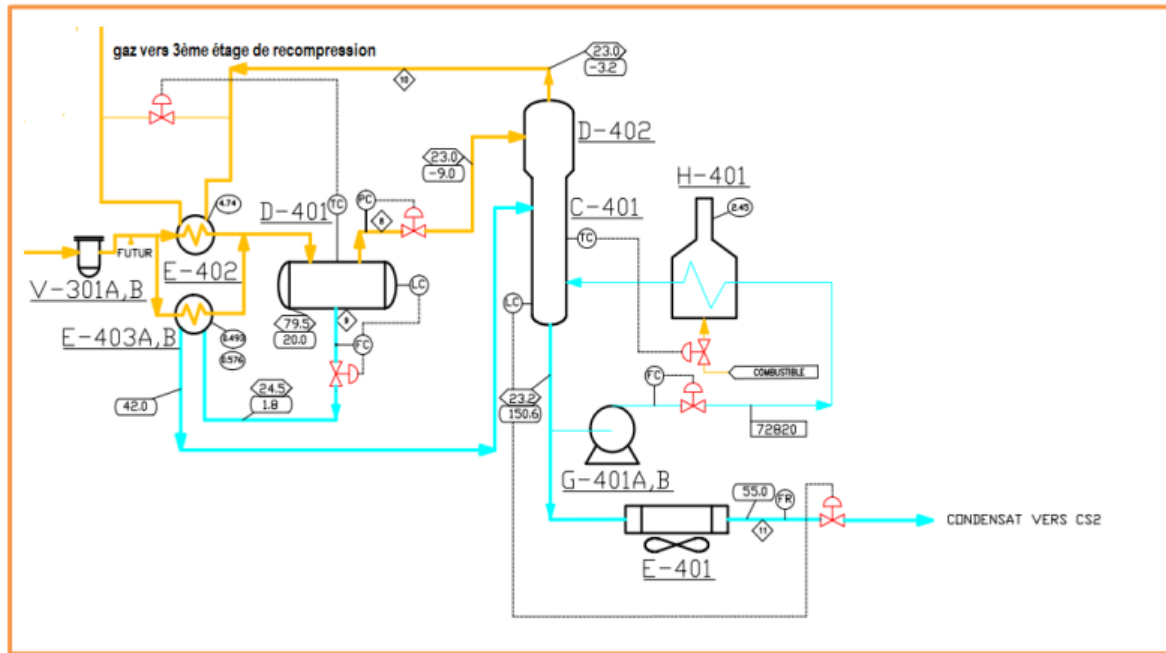 gaz vers 3ème étage de recompression
23.0
-3.2
10
D-402
23.0
-9.0
H-401
2.45
4.74
D-401
TC
PC
8
C-401
TC
FUTUR
E-402
V-301A,B
LC
LC
E-403A,B
79.5
20.0
9
FC
0.493
0.576
COMBUSTIBLE
42.0
24.5
1.8
23.2
150.6
FC
72820
G-401A,B
55.0
FR
11
CONDENSAT VERS CS2
E-401